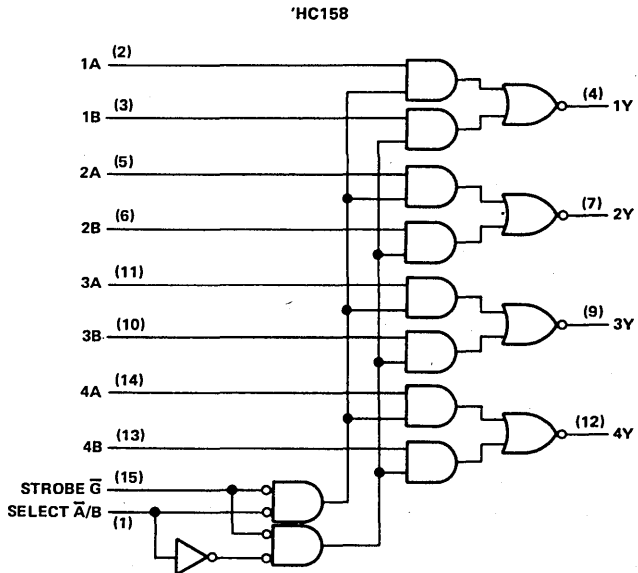 'HC158
1A (2)
1B (3)
2A (5)
2B (6)
3A (11)
3B (10)
4A (14)
4B (13)
STROBE G̅ (15)
SELECT A̅/B (1)
(4) 1Y
(7) 2Y
(9) 3Y
(12) 4Y